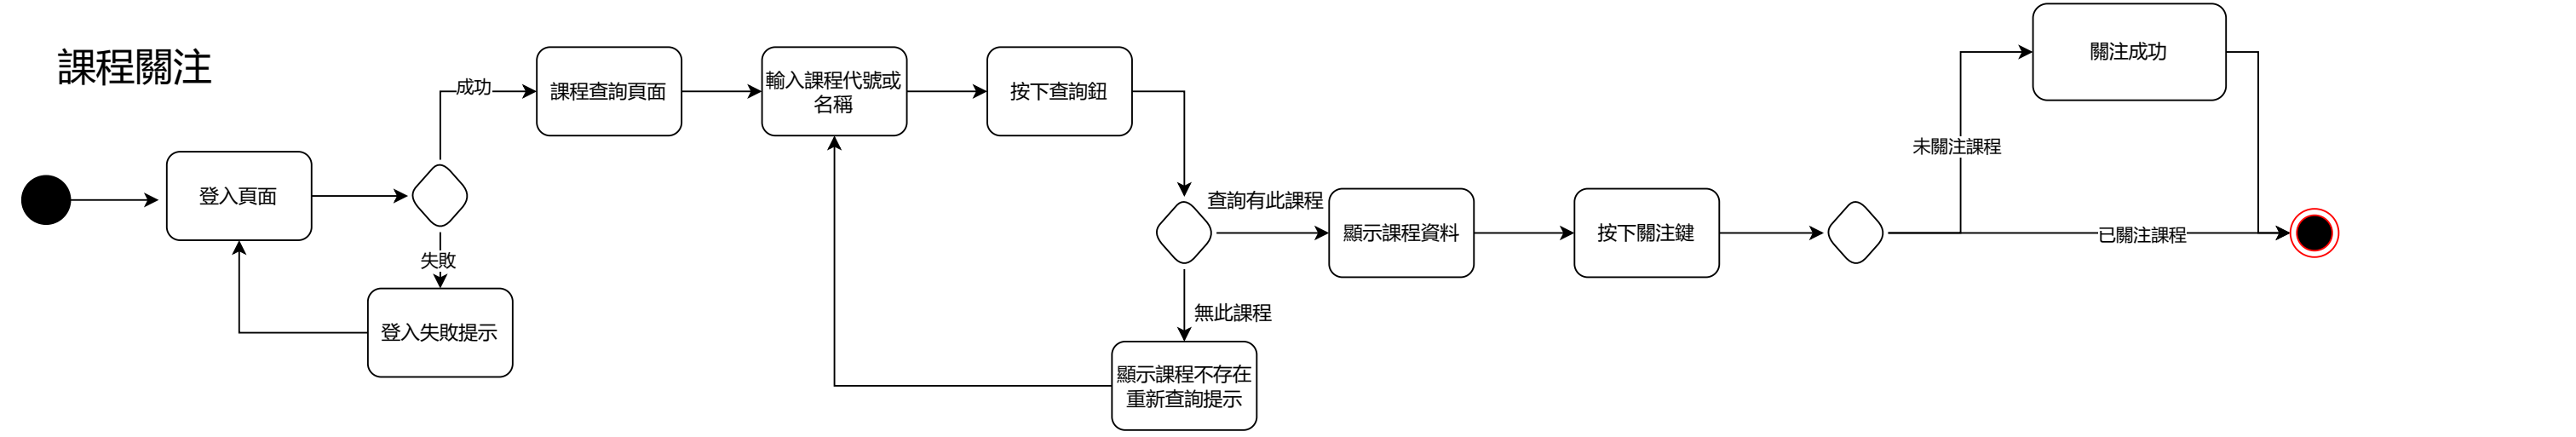 課程關注
登入頁面
成功
失敗
登入失敗提示
課程查詢頁面
輸入課程代號或
名稱
按下查詢鈕
查詢有此課程
無此課程
顯示課程不存在
重新查詢提示
顯示課程資料
按下關注鍵
未關注課程
關注成功
已關注課程